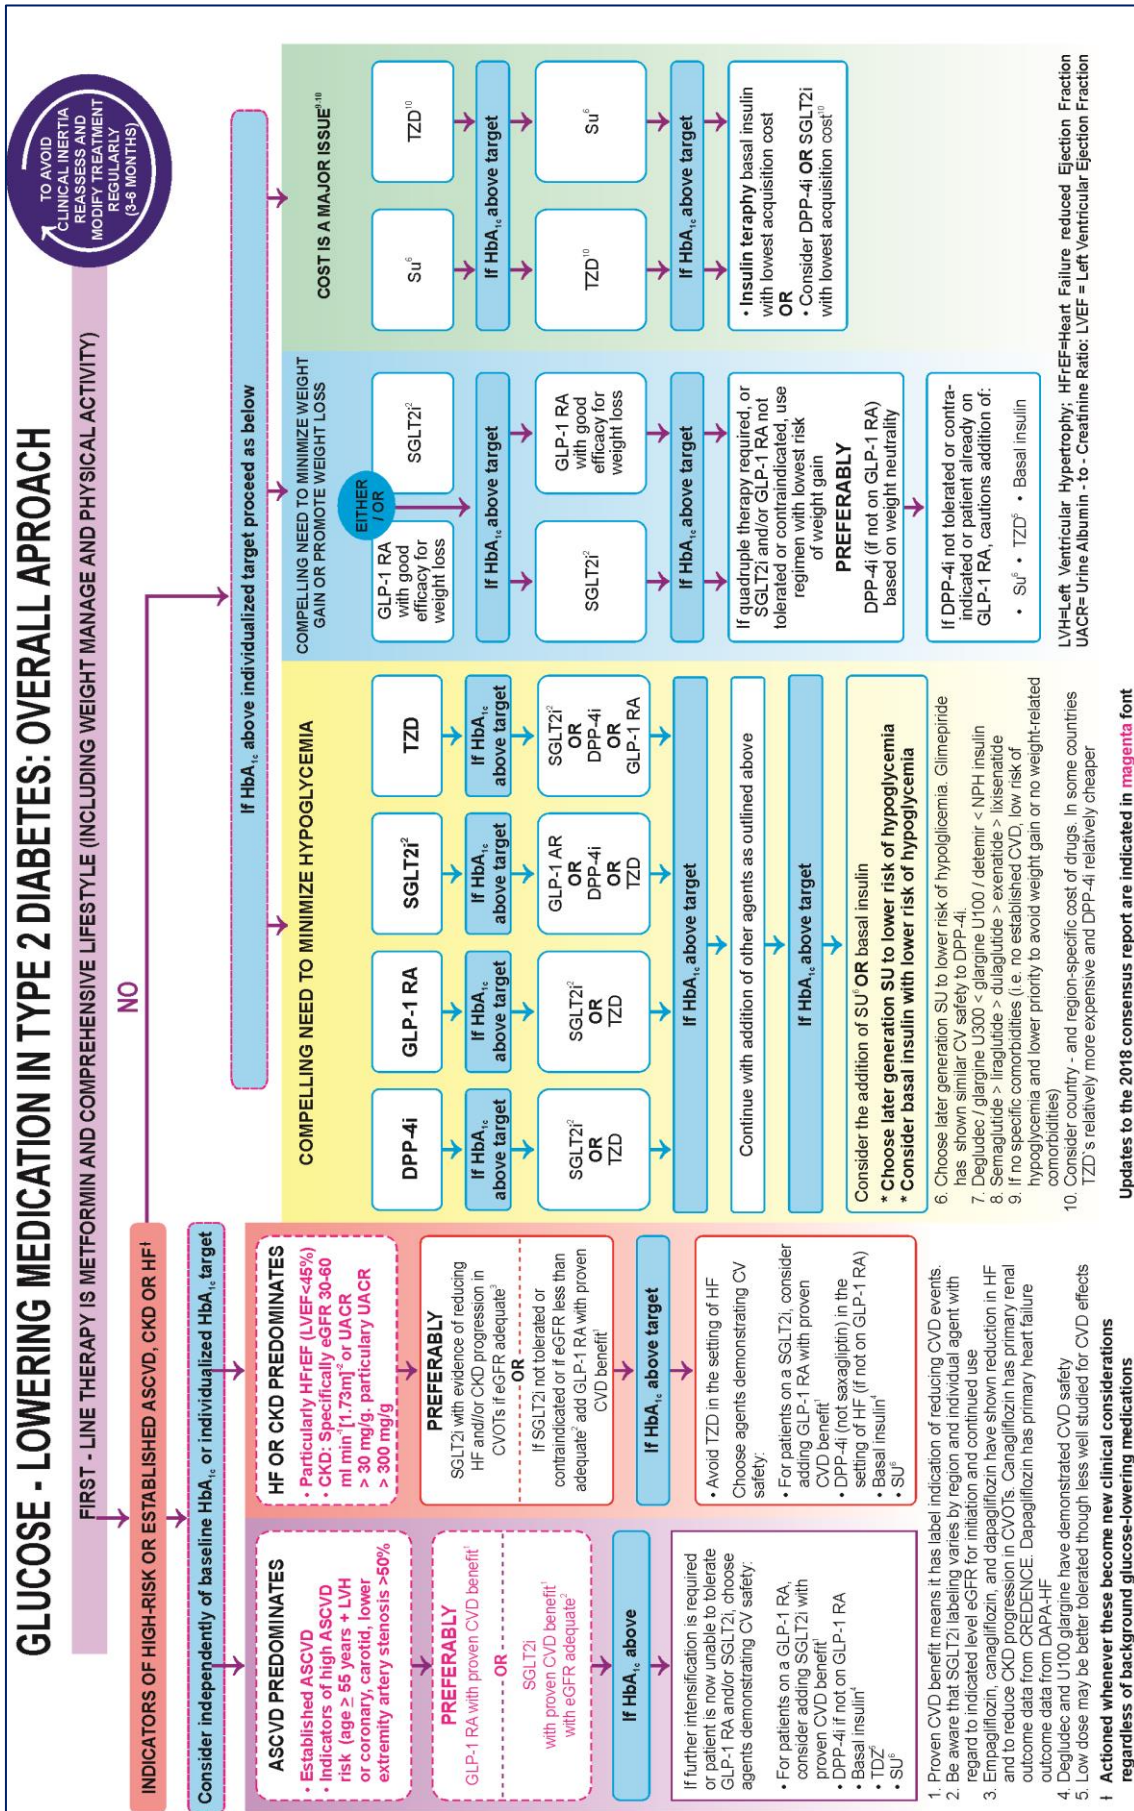 GLUCOSE - LOWERING MEDICATION IN TYPE 2 DIABETES: OVERALL APROACH
FIRST - LINE THERAPY IS METFORMIN AND COMPREHENSIVE LIFESTYLE (INCLUDING WEIGHT MANAGE AND PHYSICAL ACTIVITY)
TO AVOID
CLINICAL INERTIA
REASSESS AND
MODIFY TREATMENT
REGULARLY
(3-6 MONTHS)
INDICATORS OF HIGH-RISK OR ESTABLISHED ASCVD, CKD OR HF‡
NO
Consider independently of baseline HbA1c or individualized HbA1c target
If HbA1c above individualized target proceed as below
ASCVD PREDOMINATES
• Established ASCVD
• Indicators of high ASCVD
risk (age ≥ 55 years + LVH
or coronary, carotid, lower
extremity artery stenosis >50%
PREFERABLY
GLP-1 RA with proven CVD benefit1
OR
SGLT2i
with proven CVD benefit1
with eGFR adequate2
If HbA1c above
If further intensification is required
or patient is now unable to tolerate
GLP-1 RA and/or SGLT2i, choose
agents demonstrating CV safety:
• For patients on a GLP-1 RA,
consider adding SGLT2i with
proven CVD benefit1
• DPP-4i if not on GLP-1 RA
• Basal insulin4
• TDZ5
• SU6
HF OR CKD PREDOMINATES
• Particularly HFrEF (LVEF<45%)
• CKD: Specifically eGFR 30-60
ml min-1[1.73m]-2 or UACR
> 30 mg/g. particulary UACR
> 300 mg/g
PREFERABLY
SGLT2i with evidence of reducing
HF and//or CKD progression in
CVOTs if eGFR adequate3
OR
If SGLT2i not tolerated or
contraindicated or if eGFR less than
adequate2 add GLP-1 RA with proven
CVD benefit1
If HbA1c above target
• Avoid TZD in the setting of HF
Choose agents demonstrating CV
safety:
• For patients on a SGLT2i, consider
adding GLP-1 RA with proven
CVD benefit1
• DPP-4i (not saxagliptin) in the
setting of HF (if not on GLP-1 RA)
• Basal insulin4
• SU6
COMPELLING NEED TO MINIMIZE HYPOGLYCEMIA
DPP-4i
If HbA1c
above target
SGLT2i2
OR
TZD
GLP-1 RA
If HbA1c
above target
SGLT2i2
OR
TZD
SGLT2i2
If HbA1c
above target
GLP-1 AR
OR
DPP-4i
OR
TZD
TZD
If HbA1c
above target
SGLT2i2
OR
DPP-4i
OR
GLP-1 RA
If HbA1c above target
Continue with addition of other agents as outlined above
If HbA1c above target
Consider the addition of SU6 OR basal insulin
* Choose later generation SU to lower risk of hypoglycemia
* Consider basal insulin with lower risk of hypoglycemia
COMPELLING NEED TO MINIMIZE WEIGHT
GAIN OR PROMOTE WEIGHT LOSS
GLP-1 RA
with good
efficacy for
weight loss
EITHER
/ OR
SGLT2i2
If HbA1c above target
SGLT2i2
GLP-1 RA
with good
efficacy for
weight loss
If HbA1c above target
If quadruple therapy required, or
SGLT2i and/or GLP-1 RA not
tolerated or contraindicated, use
regimen with lowest risk
of weight gain
PREFERABLY
DPP-4i (if not on GLP-1 RA)
based on weight neutrality
If DPP-4i not tolerated or contra-
indicated or patient already on
GLP-1 RA, cautions addition of:
• Su6 • TZD5 • Basal insulin
COST IS A MAJOR ISSUE9-10
Su6
TZD10
If HbA1c above target
TZD10
Su6
If HbA1c above target
• Insulin teraphy basal insulin
with lowest acquisition cost
OR
• Consider DPP-4i OR SGLT2i
with lowest acquisition cost10
1. Proven CVD benefit means it has label indication of reducing CVD events.
2. Be aware that SGLT2i labeling varies by region and individual agent with
regard to indicated level eGFR for initiation and continued use
3. Empagliflozin, canagliflozin, and dapagliflozin have shown reduction in HF
and to reduce CKD progression in CVOTs. Canagliflozin has primary renal
outcome data from CREDENCE. Dapagliflozin has primary heart failure
outcome data from DAPA-HF
4. Degludec and U100 glargine have demonstrated CVD safety
5. Low dose may be better tolerated though less well studied for CVD effects
ⱡ Actioned whenever these become new clinical considerations
regardless of background glucose-lowering medications
6. Choose later generation SU to lower risk of hypolglicemia. Glimepiride
has shown similar CV safety to DPP-4i.
7. Degludec / glargine U300 < glargine U100 / detemir < NPH insulin
8. Semaglutide > liraglutide > dulaglutide > exenatide > lixisenatide
9. If no specific comorbidities (i.e. no established CVD, low risk of
hypoglycemia and lower priority to avoid weight gain or no weight-related
comorbidities)
10. Consider country - and region-specific cost of drugs. In some countries
TZD`s relatively more expensive and DPP-4i relatively cheaper
LVH=Left Ventricular Hypertrophy; HFrEF=Heart Failure reduced Ejection Fraction
UACR= Urine Albumin - to - Creatinine Ratio: LVEF = Left Ventricular Ejection Fraction
Updates to the 2018 consensus report are indicated in magenta font